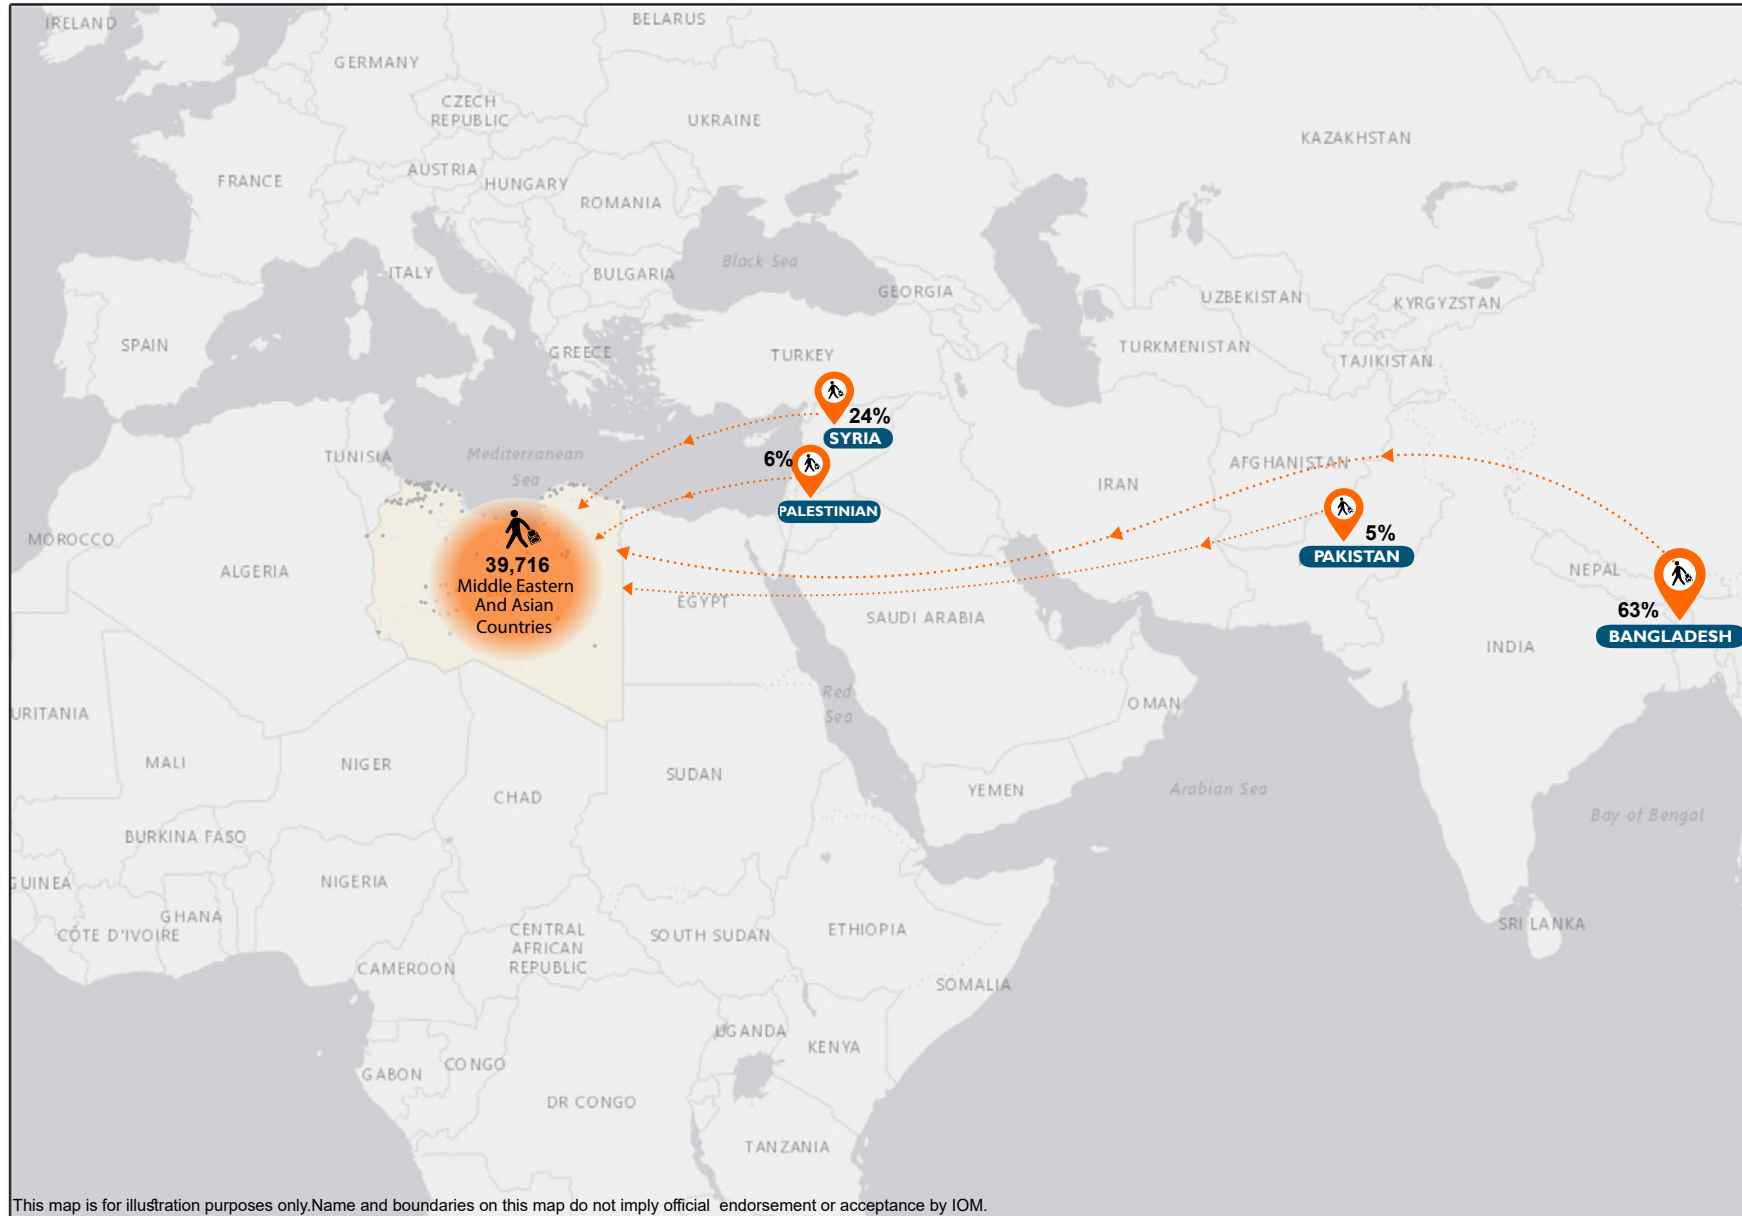 IRELAND
BELARUS
GERMANY
CZECH
REPUBLIC
UKRAINE
KAZAKHSTAN
FRANCE
AUSTRIA
HUNGARY
ROMANIA
ITALY
BULGARIA
Black Sea
GEORGIA
UZBEKISTAN
KYRGYZSTAN
SPAIN
GREECE
TURKEY
TURKMENISTAN
TAJIKISTAN
24%
SYRIA
TUNISIA
Mediterranean
Sea
6%
PALESTINIAN
AFGHANISTAN
IRAN
5%
PAKISTAN
MOROCCO
ALGERIA
39,716
Middle Eastern
And Asian
Countries
EGYPT
SAUDI ARABIA
NEPAL
63%
BANGLADESH
INDIA
Red
Sea
OMAN
URITANIA
MALI
NIGER
CHAD
SUDAN
YEMEN
Arabian Sea
Bay of Bengal
BURKINA FASO
GUINEA
NIGERIA
GHANA
CÔTE D'IVOIRE
CENTRAL
AFRICAN
REPUBLIC
SOUTH SUDAN
ETHIOPIA
SRI LANKA
CAMEROON
SOMALIA
UGANDA
KENYA
GABON
CONGO
DR CONGO
TANZANIA
This map is for illustration purposes only.Name and boundaries on this map do not imply official endorsement or acceptance by IOM.